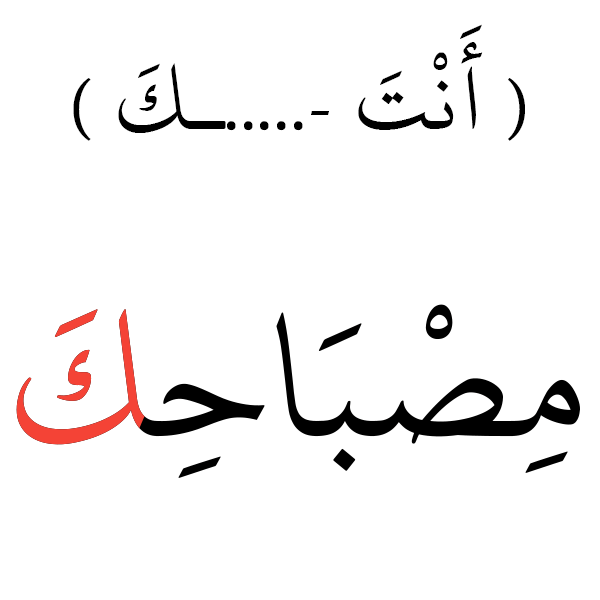 ( أَنْتَ -.....ـكَ )
مِصْبَاحِكَ